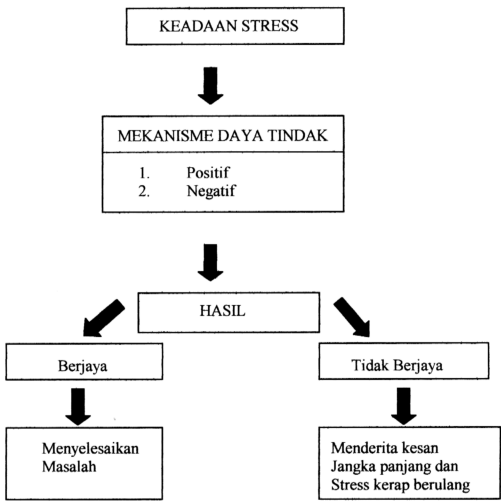 KEADAAN STRESS
MEKANISME DAYA TINDAK
1. Positif
2. Negatif
HASIL
Berjaya
Tidak Berjaya
Menyelesaikan
Masalah
Menderita kesan
Jangka panjang dan
Stress kerap berulang